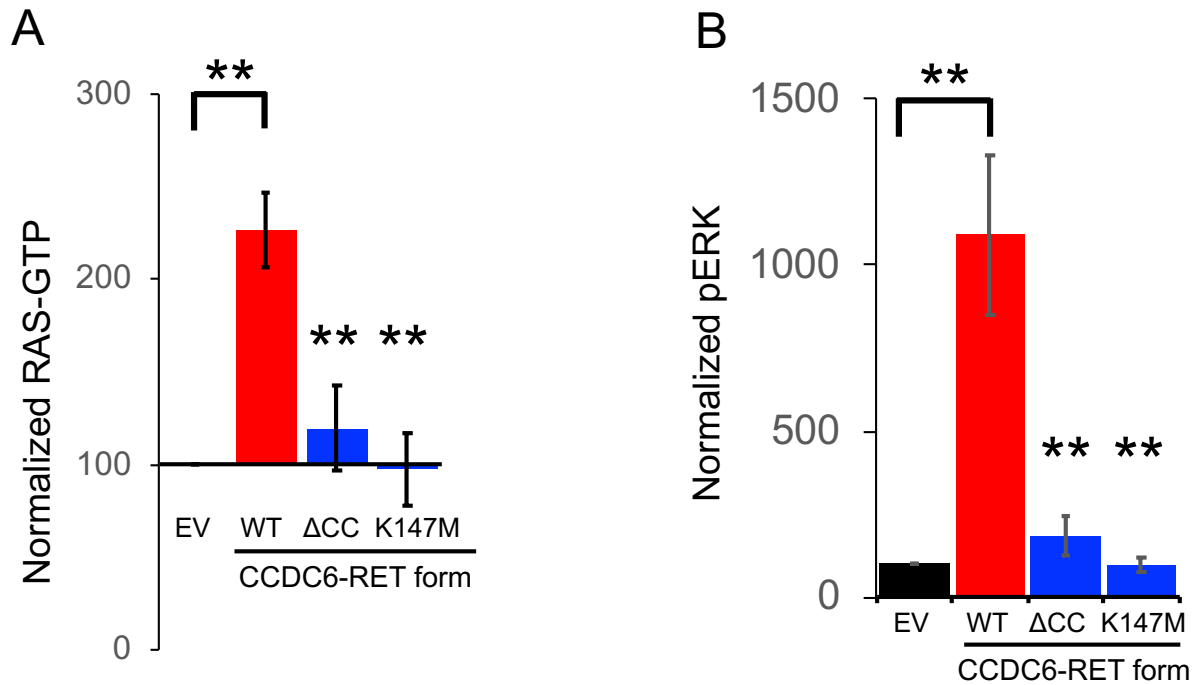 A
**
300
200
100
0
Normalized RAS-GTP
** **
EV WT ΔCC K147M
CCDC6-RET form
B
**
1500
1000
500
0
Normalized pERK
** **
EV WT ΔCC K147M
CCDC6-RET form